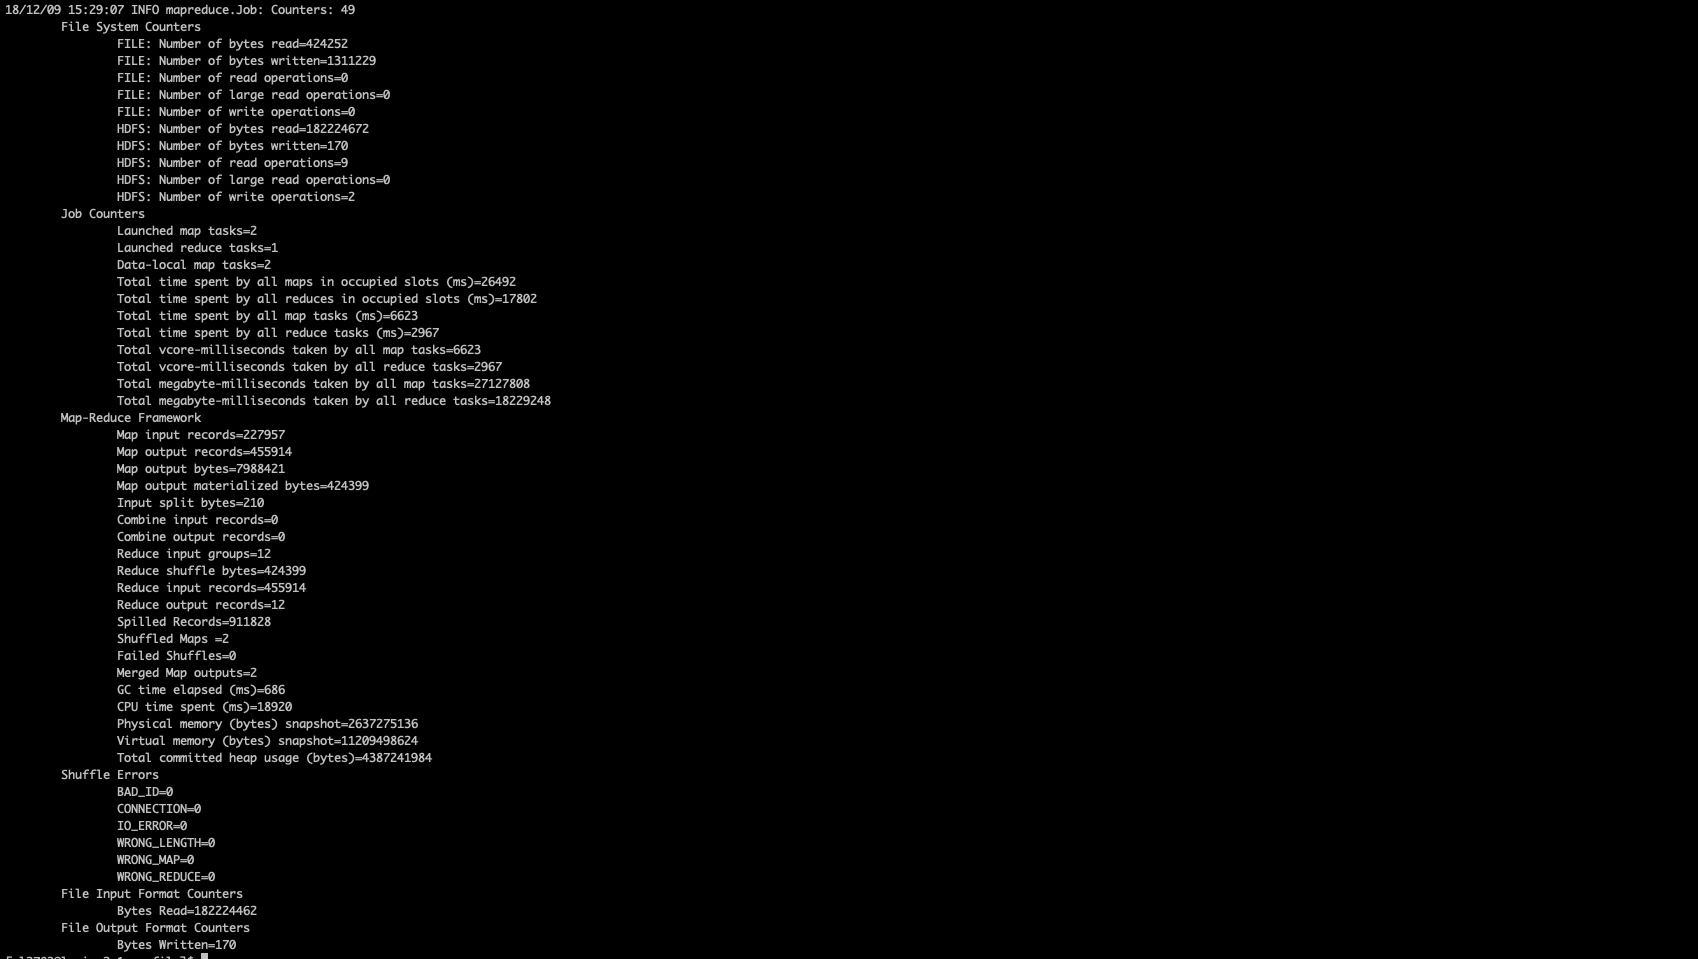 18/12/09 15:29:07 INFO mapreduce.Job: Counters: 49
File System Counters
FILE: Number of bytes read=424252
FILE: Number of bytes written=1311229
FILE: Number of read operations=0
FILE: Number of large read operations=0
FILE: Number of write operations=0
HDFS: Number of bytes read=182224672
HDFS: Number of bytes written=170
HDFS: Number of read operations=9
HDFS: Number of large read operations=0
HDFS: Number of write operations=2
Job Counters
Launched map tasks=2
Launched reduce tasks=1
Data-local map tasks=2
Total time spent by all maps in occupied slots (ms)=26492
Total time spent by all reduces in occupied slots (ms)=17802
Total time spent by all map tasks (ms)=6623
Total time spent by all reduce tasks (ms)=2967
Total vcore-milliseconds taken by all map tasks=6623
Total vcore-milliseconds taken by all reduce tasks=2967
Total megabyte-milliseconds taken by all map tasks=27127808
Total megabyte-milliseconds taken by all reduce tasks=18229248
Map-Reduce Framework
Map input records=227957
Map output records=455914
Map output bytes=7988421
Map output materialized bytes=424399
Input split bytes=210
Combine input records=0
Combine output records=0
Reduce input groups=12
Reduce shuffle bytes=424399
Reduce input records=455914
Reduce output records=12
Spilled Records=911828
Shuffled Maps =2
Failed Shuffles=0
Merged Map outputs=2
GC time elapsed (ms)=686
CPU time spent (ms)=18920
Physical memory (bytes) snapshot=2637275136
Virtual memory (bytes) snapshot=11209498624
Total committed heap usage (bytes)=4387241984
Shuffle Errors
BAD_ID=0
CONNECTION=0
IO_ERROR=0
WRONG_LENGTH=0
WRONG_MAP=0
WRONG_REDUCE=0
File Input Format Counters
Bytes Read=182224462
File Output Format Counters
Bytes Written=170